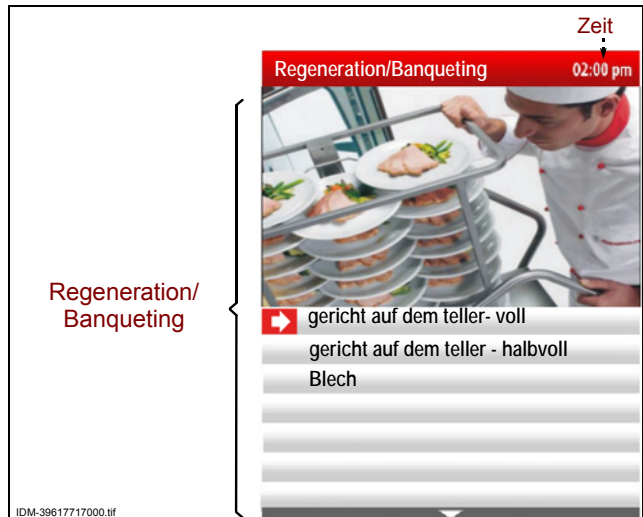 Zeit
Regeneration/Banqueting 02:00 pm
Regeneration/
Banqueting
gericht auf dem teller- voll
gericht auf dem teller - halbvoll
Blech
IDM-39617717000.tif